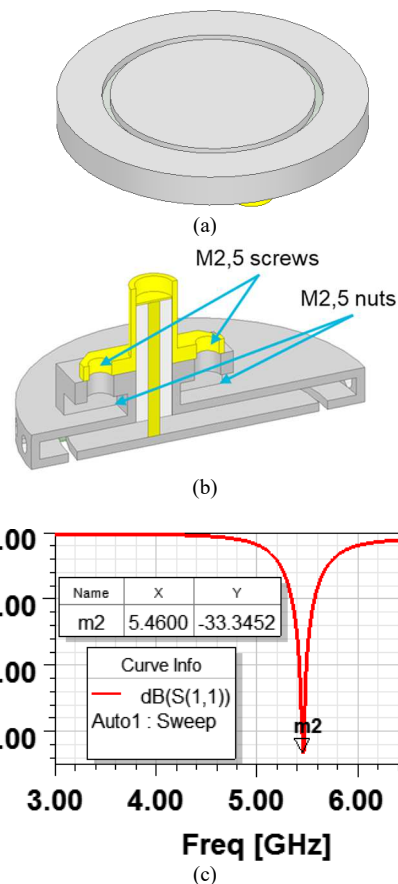 (a)
M2,5 screws
M2,5 nuts
(b)
.00
.00
.00
.00
Name X Y
m2 5.4600 -33.3452
Curve Info
dB(S(1,1))
Auto1 : Sweep
m2
3.00 4.00 5.00 6.00
Freq [GHz]
(c)